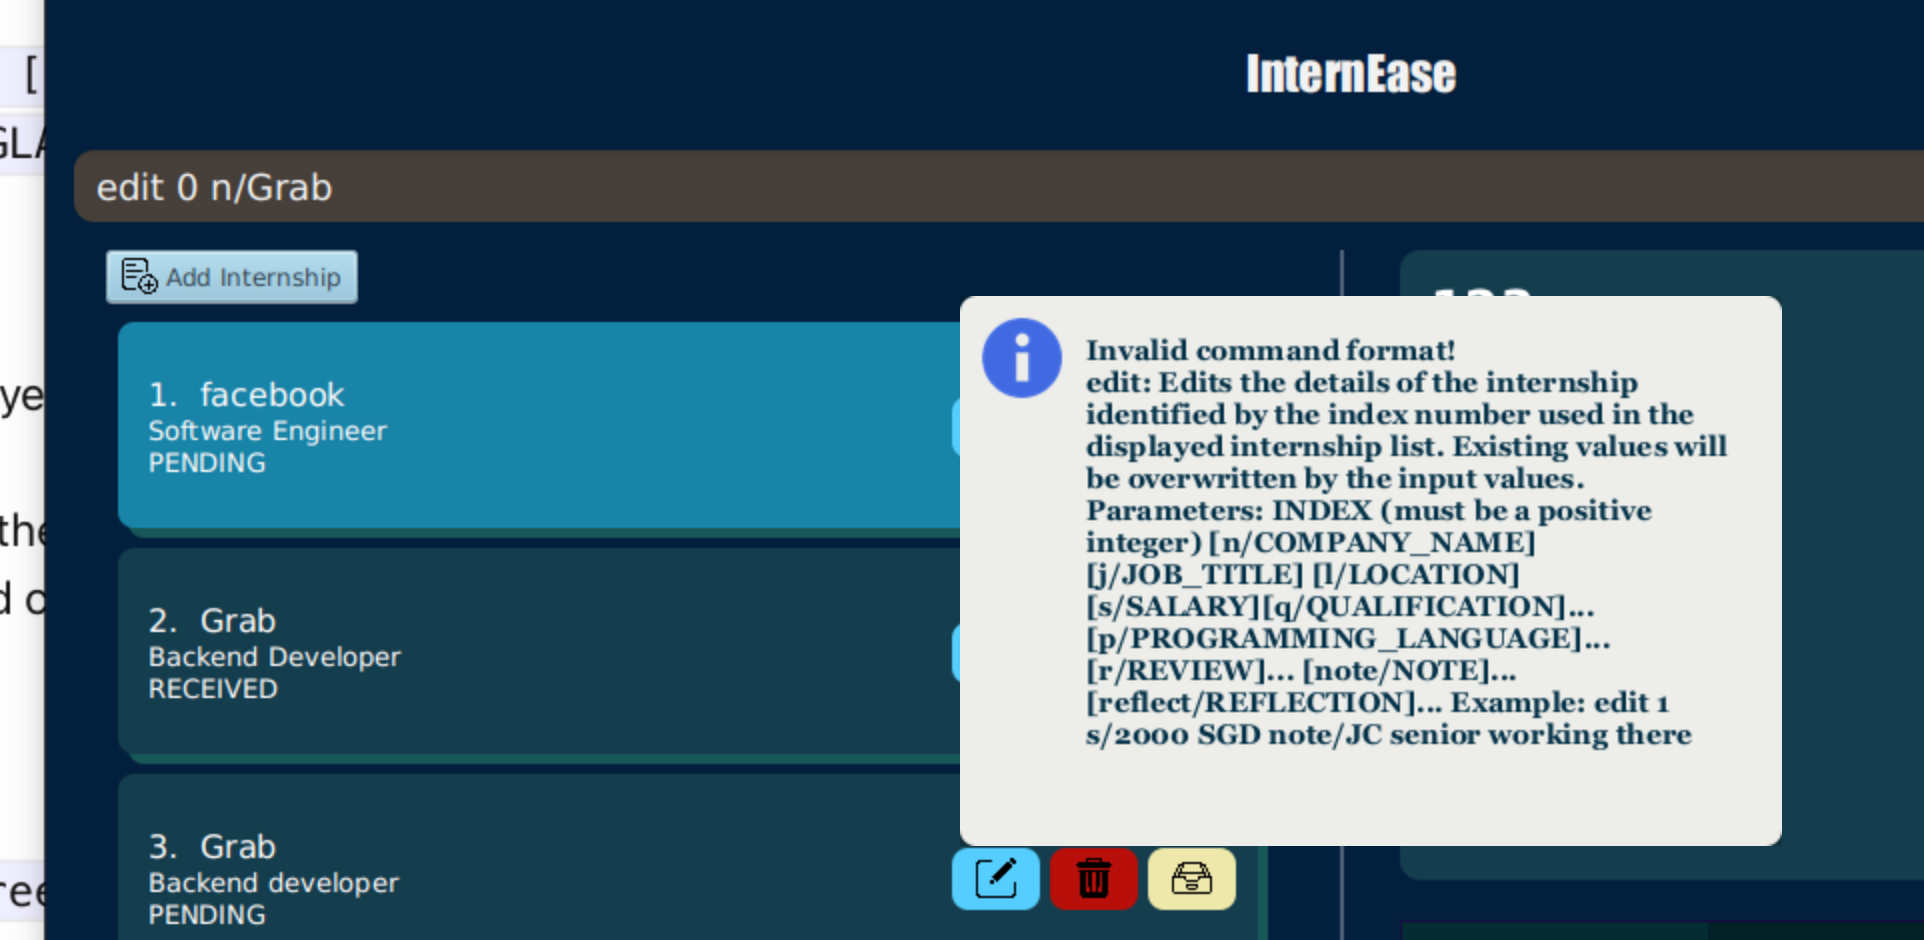 [
GLA
ye
the
d o
ree
InternEase
edit 0 n/Grab
Add Internship
1. facebook
Software Engineer
PENDING
2. Grab
Backend Developer
RECEIVED
3. Grab
Backend developer
PENDING
Invalid command format!
edit: Edits the details of the internship
identified by the index number used in the
displayed internship list. Existing values will
be overwritten by the input values.
Parameters: INDEX (must be a positive
integer) [n/COMPANY_NAME]
[j/JOB_TITLE] [l/LOCATION]
[s/SALARY][q/QUALIFICATION]...
[p/PROGRAMMING_LANGUAGE]...
[r/REVIEW]... [note/NOTE]...
[reflect/REFLECTION]... Example: edit 1
s/2000 SGD note/JC senior working there